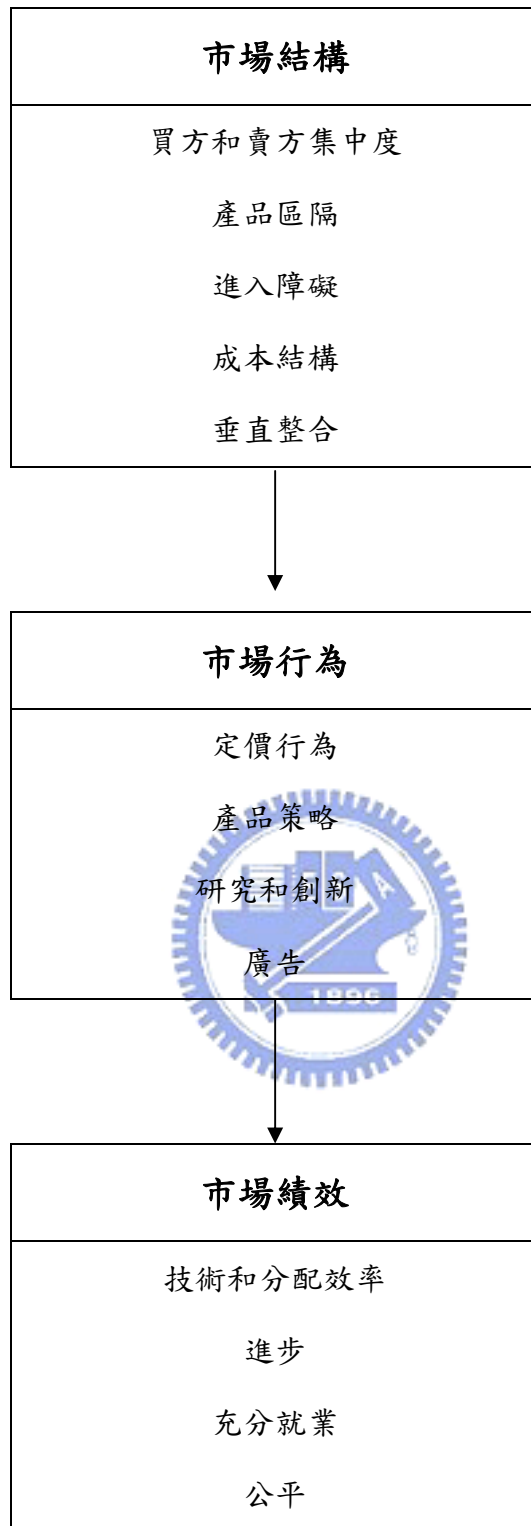 市場結構
買方和賣方集中度
產品區隔
進入障礙
成本結構
垂直整合
市場行為
定價行為
產品策略
研究和創新
廣告
1896
市場績效
技術和分配效率
進步
充分就業
公平